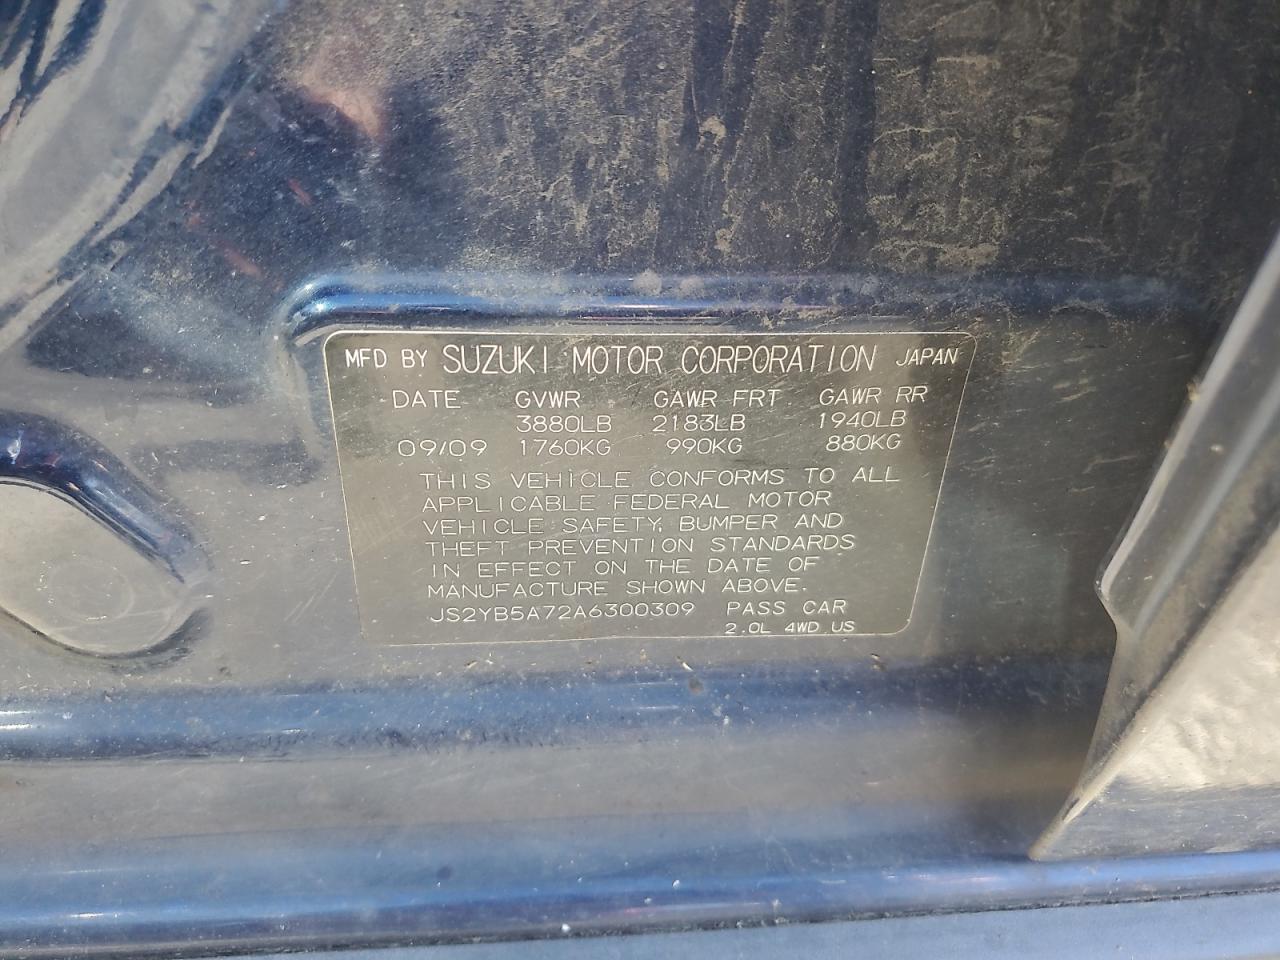 MFD BY SUZUKI MOTOR CORPORATION JAPAN
DATE GVWR GAWR FRT GAWR RR
3880LB 2183LB 1940LB
09/09 1760KG 990KG 880KG
THIS VEHICLE CONFORMS TO ALL
APPLICABLE FEDERAL MOTOR
VEHICLE SAFETY, BUMPER AND
THEFT PREVENTION STANDARDS
IN EFFECT ON THE DATE OF
MANUFACTURE SHOWN ABOVE.
JS2YB5A72A6300309 PASS CAR
2.0L 4WD US